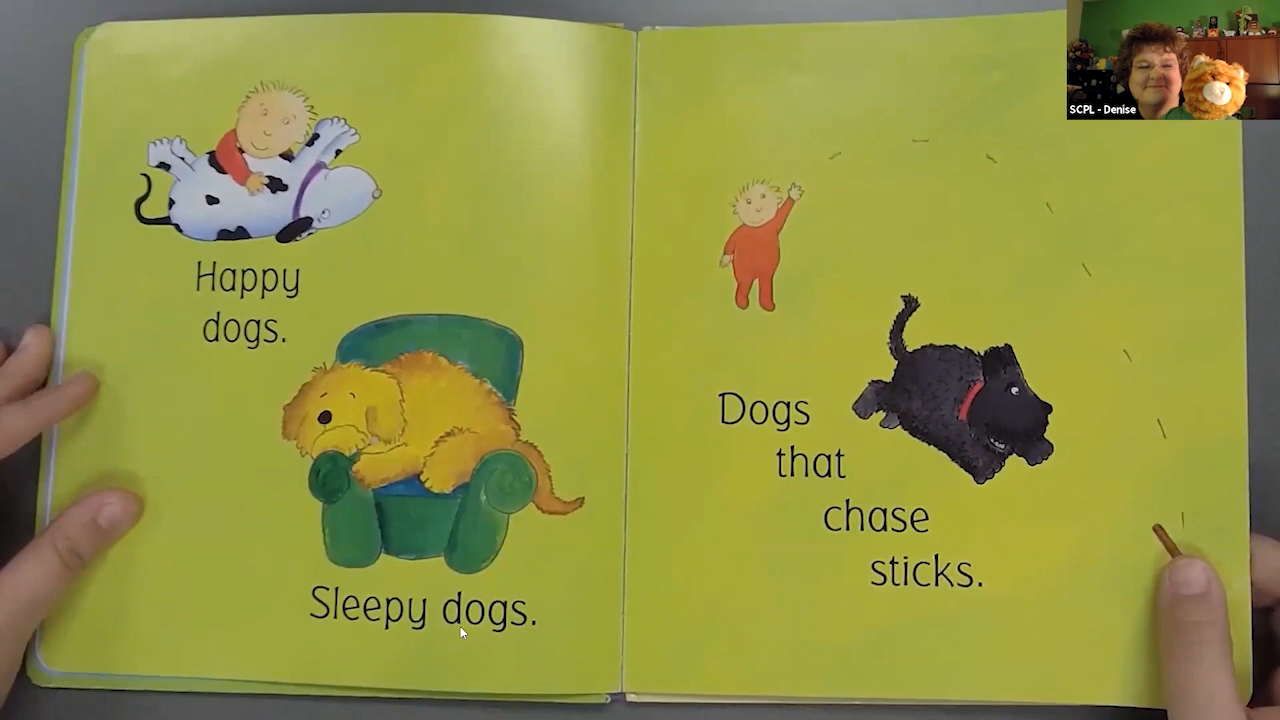 Happy
dogs.
Sleepy dogs.
Dogs
that
chase
sticks.
SCPL - Denise